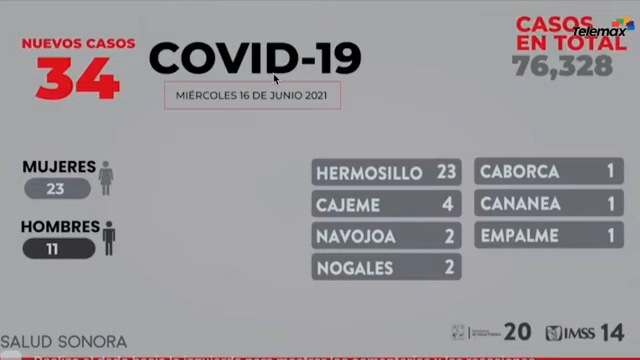 NUEVOS CASOS
34
COVID-19
MIÉRCOLES 16 DE JUNIO 2021
CASOS
EN TOTAL
76,328
Telemax
MUJERES
23
HOMBRES
11
HERMOSILLO 23
CAJEME 4
NAVOJOA 2
NOGALES 2
CABORCA 1
CANANEA 1
EMPALME 1
20
IMSS 14
SALUD SONORA